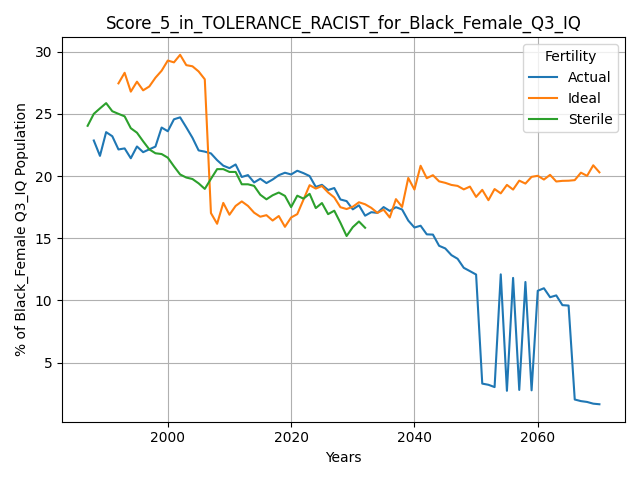 Score_5_in_TOLERANCE_RACIST_for_Black_Female_Q3_IQ
Fertility
Actual
Ideal
Sterile
% of Black_Female Q3_IQ Population
30
25
20
15
10
5
2000
2020
2040
2060
Years